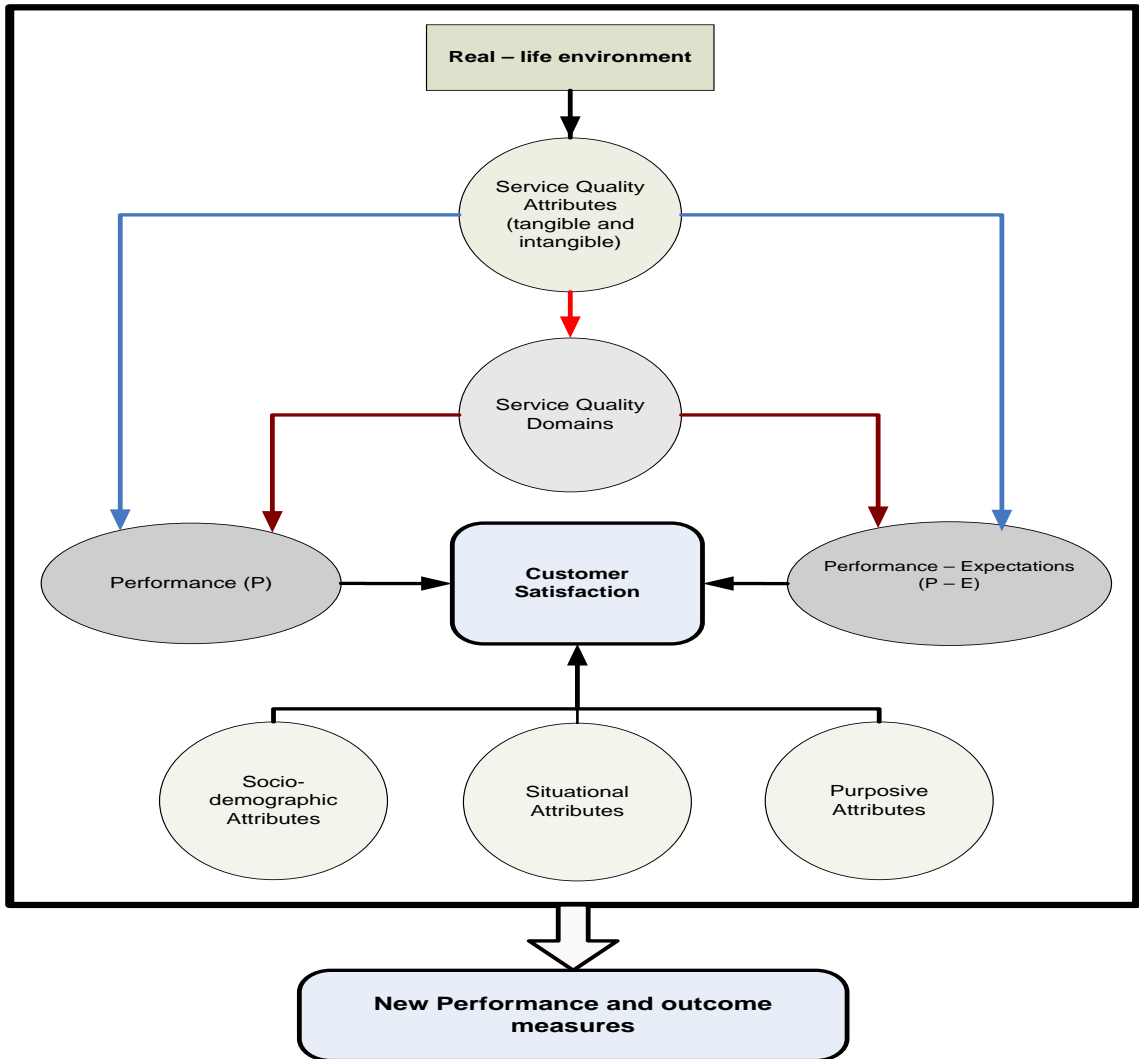 Real – life environment
Service Quality
Attributes
(tangible and
intangible)
Service Quality
Domains
Performance (P)
Customer
Satisfaction
Performance – Expectations
(P – E)
Socio-
demographic
Attributes
Situational
Attributes
Purposive
Attributes
New Performance and outcome
measures